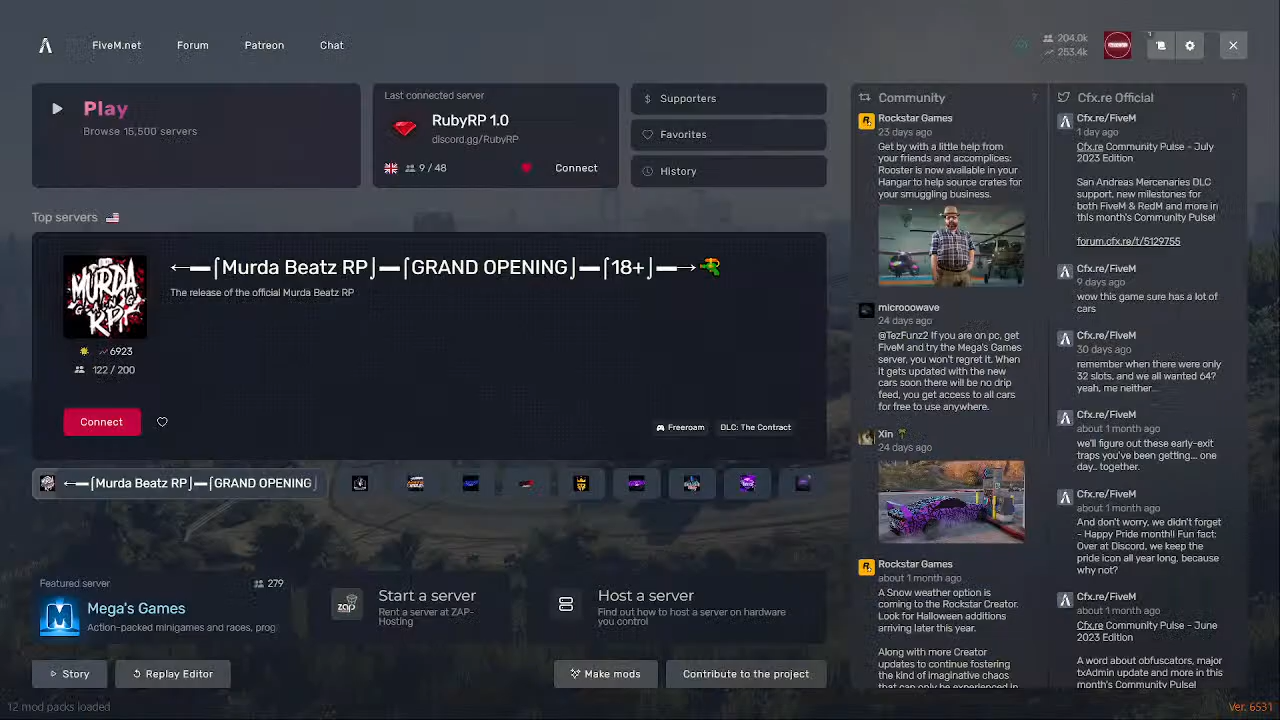 FiveM.net
Forum
Patreon
Chat
204.0k
253.4k
Play
Browse 15,500 servers
Last connected server
RubyRP 1.0
discord.gg/RubyRP
9 / 48
Connect
$ Supporters
Favorites
History
Top servers
←━⌈Murda Beatz RP⌋━⌈GRAND OPENING⌋━⌈18+⌋━→
The release of the official Murda Beatz RP
MURDA
GANG
RP
6923
122 / 200
Connect
Freeroam
DLC: The Contract
←━⌈Murda Beatz RP⌋━⌈GRAND OPENING⌋
Featured server
279
Mega's Games
Action-packed minigames and races, prog
ZAP
Start a server
Rent a server at ZAP-
Hosting
Host a server
Find out how to host a server on hardware
you control
Story
Replay Editor
Make mods
Contribute to the project
12 mod packs loaded
Community
?
Rockstar Games
23 days ago
Get by with a little help from
your friends and accomplices:
Rooster is now available in your
Hangar to help source crates for
your smuggling business.
microoowave
24 days ago
@TezFunz2 If you are on pc, get
FiveM and try the Mega's Games
server, you won't regret it. When
It gets updated with the new
cars soon there will be no drip
feed, you get access to all cars
for free to use anywhere.
Xin
24 days ago
Rockstar Games
about 1 month ago
A Snow weather option is
coming to the Rockstar Creator.
Look for Halloween additions
arriving later this year.
Along with more Creator
updates to continue fostering
the kind of imaginative chaos
that can only be experienced in
Cfx.re Official
?
Cfx.re/FiveM
1 day ago
Cfx.re Community Pulse - July
2023 Edition
San Andreas Mercenaries DLC
support, new milestones for
both FiveM & RedM and more in
this month's Community Pulse!
forum.cfx.re/t/5129755
Cfx.re/FiveM
9 days ago
wow this game sure has a lot of
cars
Cfx.re/FiveM
30 days ago
remember when there were only
32 slots, and we all wanted 64?
yeah, me neither...
Cfx.re/FiveM
about 1 month ago
we'll figure out these early-exit
traps you've been getting... one
day.. together.
Cfx.re/FiveM
about 1 month ago
And don't worry, we didn't forget
- Happy Pride month!! Fun fact:
Over at Discord, we keep the
pride icon all year long, because
why not?
Cfx.re/FiveM
about 1 month ago
Cfx.re Community Pulse - June
2023 Edition
A word about obfuscators, major
txAdmin update and more in
this month's Community Pulse!
Ver. 6531